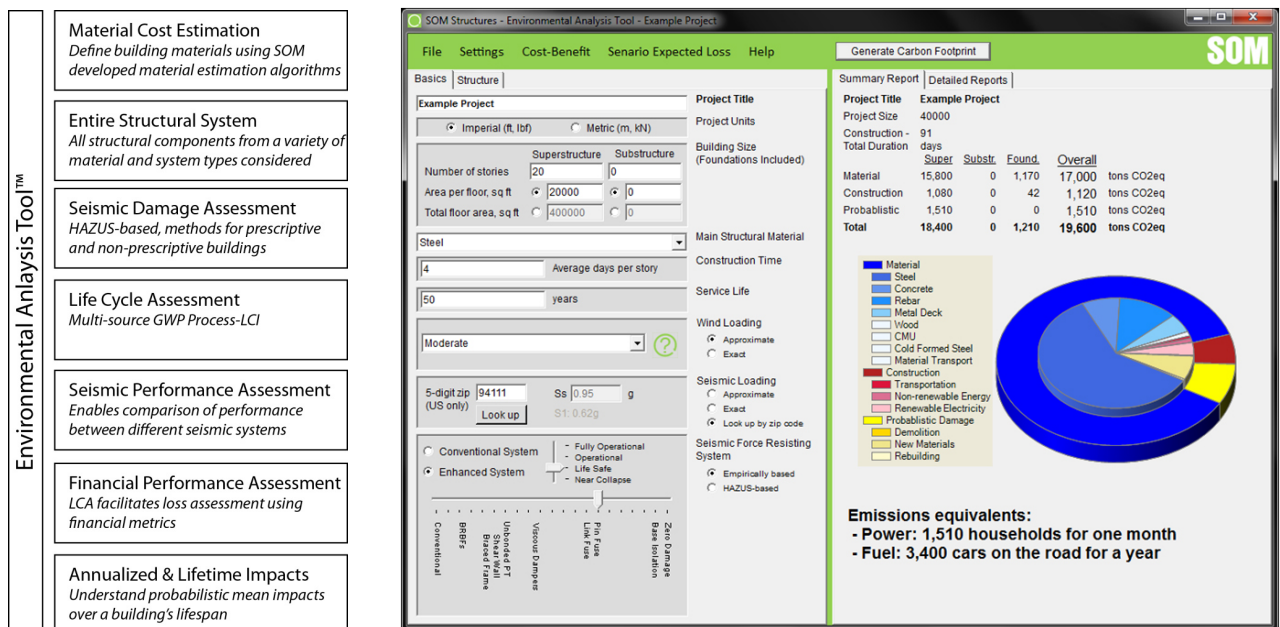 Environmental Anlaysis Tool™
Material Cost Estimation
Define building materials using SOM
developed material estimation algorithms
Entire Structural System
All structural components from a variety of
material and system types considered
Seismic Damage Assessment
HAZUS-based, methods for prescriptive
and non-prescriptive buildings
Life Cycle Assessment
Multi-source GWP Process-LCI
Seismic Performance Assessment
Enables comparison of performance
between different seismic systems
Financial Performance Assessment
LCA facilitates loss assessment using
financial metrics
Annualized & Lifetime Impacts
Understand probabilistic mean impacts
over a building's lifespan
SOM Structures - Environmental Analysis Tool - Example Project
File Settings Cost-Benefit Senario Expected Loss Help
Generate Carbon Footprint
SOM
Basics Structure
Example Project
Project Title
Imperial (ft, lbf) Metric (m, kN)
Project Units
Building Size
(Foundations Included)
Superstructure Substructure
Number of stories 20 0
Area per floor, sq ft 20000 0
Total floor area, sq ft 400000 0
Steel
Main Structural Material
4 Average days per story
Construction Time
50 years
Service Life
Moderate
?
Wind Loading
Approximate
Exact
5-digit zip 94111 Ss 0.95 g
(US only) Look up S1: 0.62g
Seismic Loading
Approximate
Exact
Look up by zip code
Conventional System
Enhanced System
- Fully Operational
- Operational
- Life Safe
- Near Collapse
Seismic Force Resisting
System
Empirically based
HAZUS-based
Conventional
BRBFs
Braced Frame
Shear Wall
Unbonded PT
Viscous Dampers
Link Fuse
Pin Fuse
Base Isolation
Zero Damage
Summary Report Detailed Reports
Project Title Example Project
Project Size 40000
Construction - 91
Total Duration days
Super Substr. Found. Overall
Material 15,800 0 1,170 17,000 tons CO2eq
Construction 1,080 0 42 1,120 tons CO2eq
Probablistic 1,510 0 0 1,510 tons CO2eq
Total 18,400 0 1,210 19,600 tons CO2eq
Material
Steel
Concrete
Rebar
Metal Deck
Wood
CMU
Cold Formed Steel
Material Transport
Construction
Transportation
Non-renewable Energy
Renewable Electricity
Probablistic Damage
Demolition
New Materials
Rebuilding
Emissions equivalents:
- Power: 1,510 households for one month
- Fuel: 3,400 cars on the road for a year